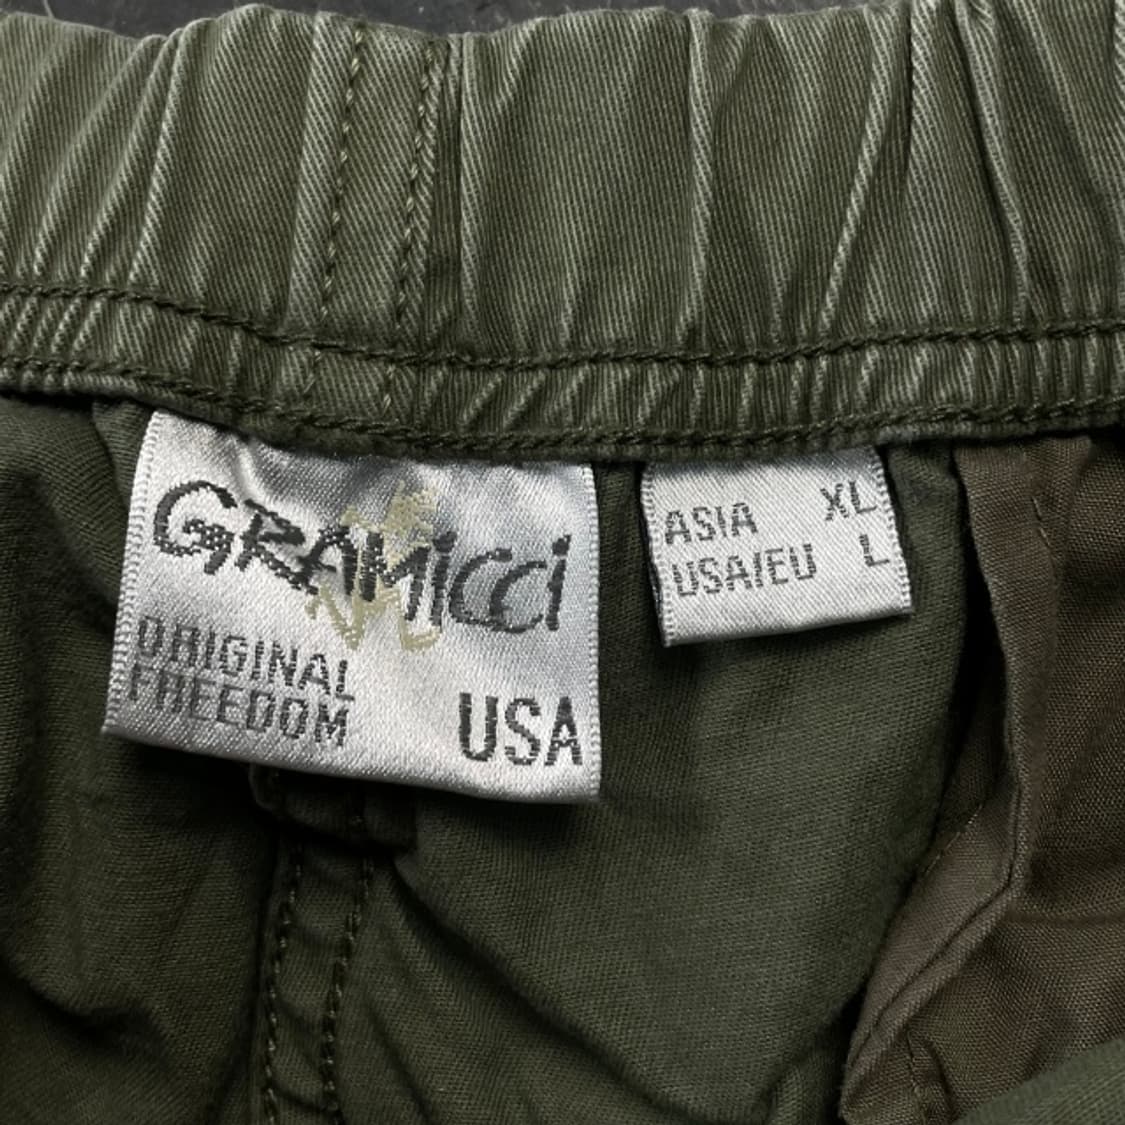 GRAMiCCi
ORIGINAL
FREEDOM
USA
ASIA XL
USA/EU L